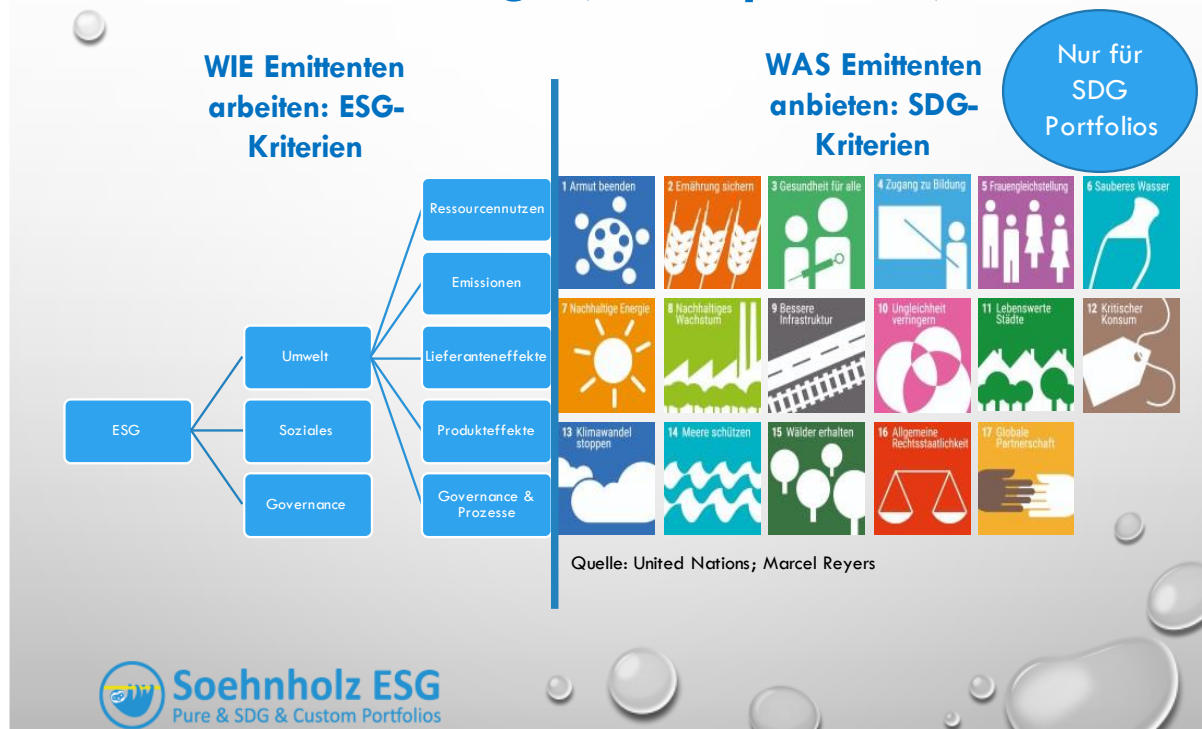 WIE Emittenten
arbeiten: ESG-
Kriterien
WAS Emittenten
anbieten: SDG-
Kriterien
Nur für
SDG
Portfolios
ESG
Umwelt
Soziales
Governance
Ressourcennutzen
Emissionen
Lieferanteneffekte
Produkteffekte
Governance &
Prozesse
1 Armut beenden
2 Ernährung sichern
3 Gesundheit für alle
4 Zugang zu Bildung
5 Frauengleichstellung
6 Sauberes Wasser
7 Nachhaltige Energie
8 Nachhaltiges
Wachstum
9 Bessere
Infrastruktur
10 Ungleichheit
verringern
11 Lebenswerte
Städte
12 Kritischer
Konsum
13 Klimawandel
stoppen
14 Meere schützen
15 Wälder erhalten
16 Allgemeine
Rechtsstaatlichkeit
17 Globale
Partnerschaft
Quelle: United Nations; Marcel Reyers
Soehnholz ESG
Pure & SDG & Custom Portfolios